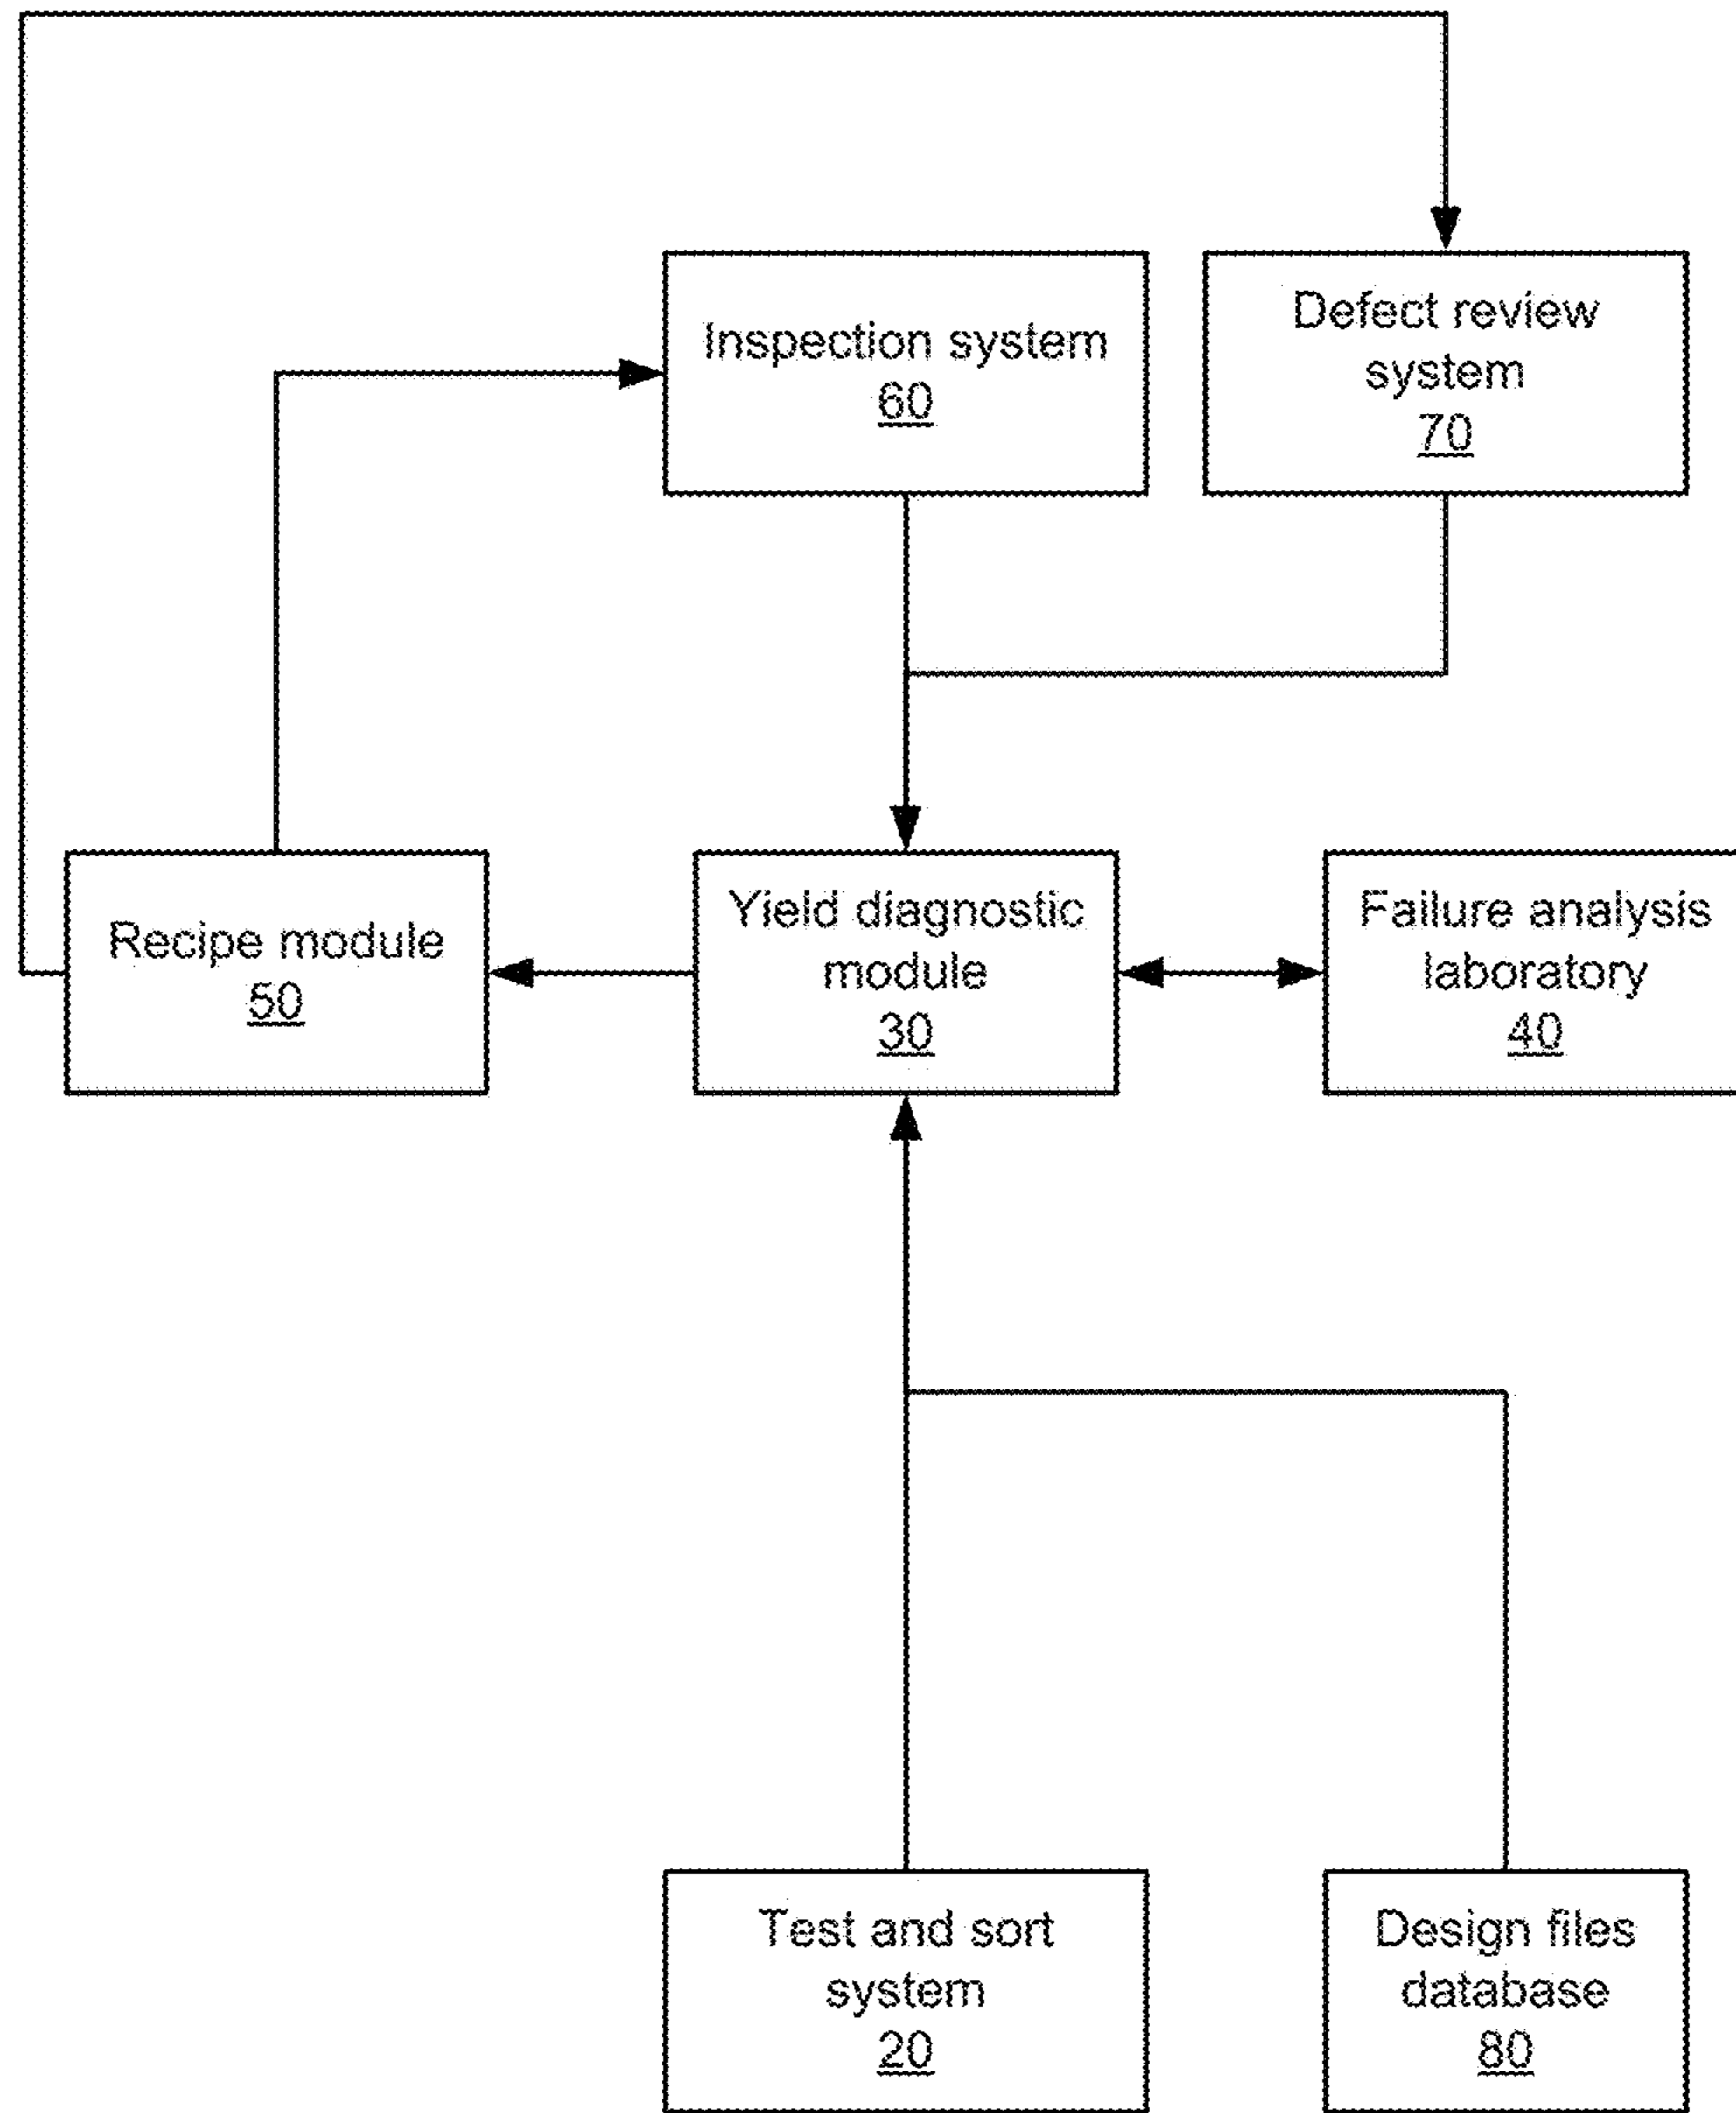 Inspection system
60
Defect review
system
70
Recipe module
50
Yield diagnostic
module
30
Failure analysis
laboratory
40
Test and sort
system
20
Design files
database
80